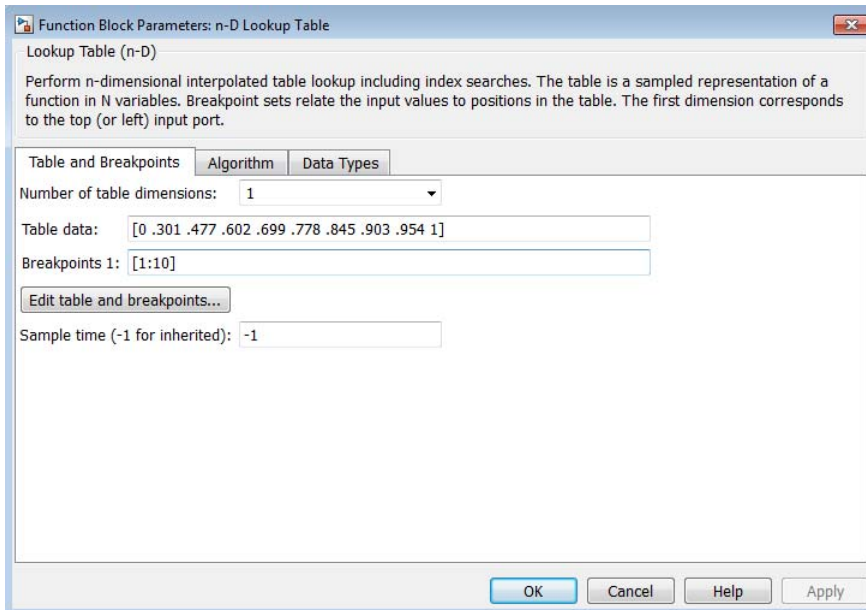 Function Block Parameters: n-D Lookup Table
Lookup Table (n-D)
Perform n-dimensional interpolated table lookup including index searches. The table is a sampled representation of a
function in N variables. Breakpoint sets relate the input values to positions in the table. The first dimension corresponds
to the top (or left) input port.
Table and Breakpoints Algorithm Data Types
Number of table dimensions: 1
Table data: [0 .301 .477 .602 .699 .778 .845 .903 .954 1]
Breakpoints 1: [1:10]
Edit table and breakpoints...
Sample time (-1 for inherited): -1
OK Cancel Help Apply